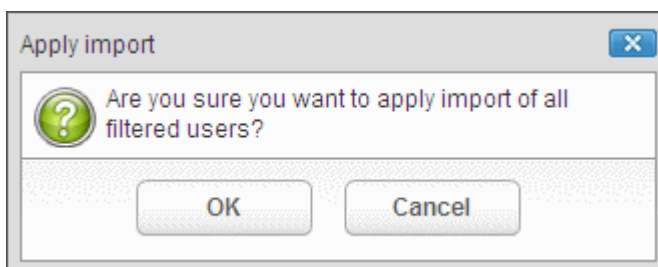 Apply import
Are you sure you want to apply import of all
filtered users?
OK
Cancel